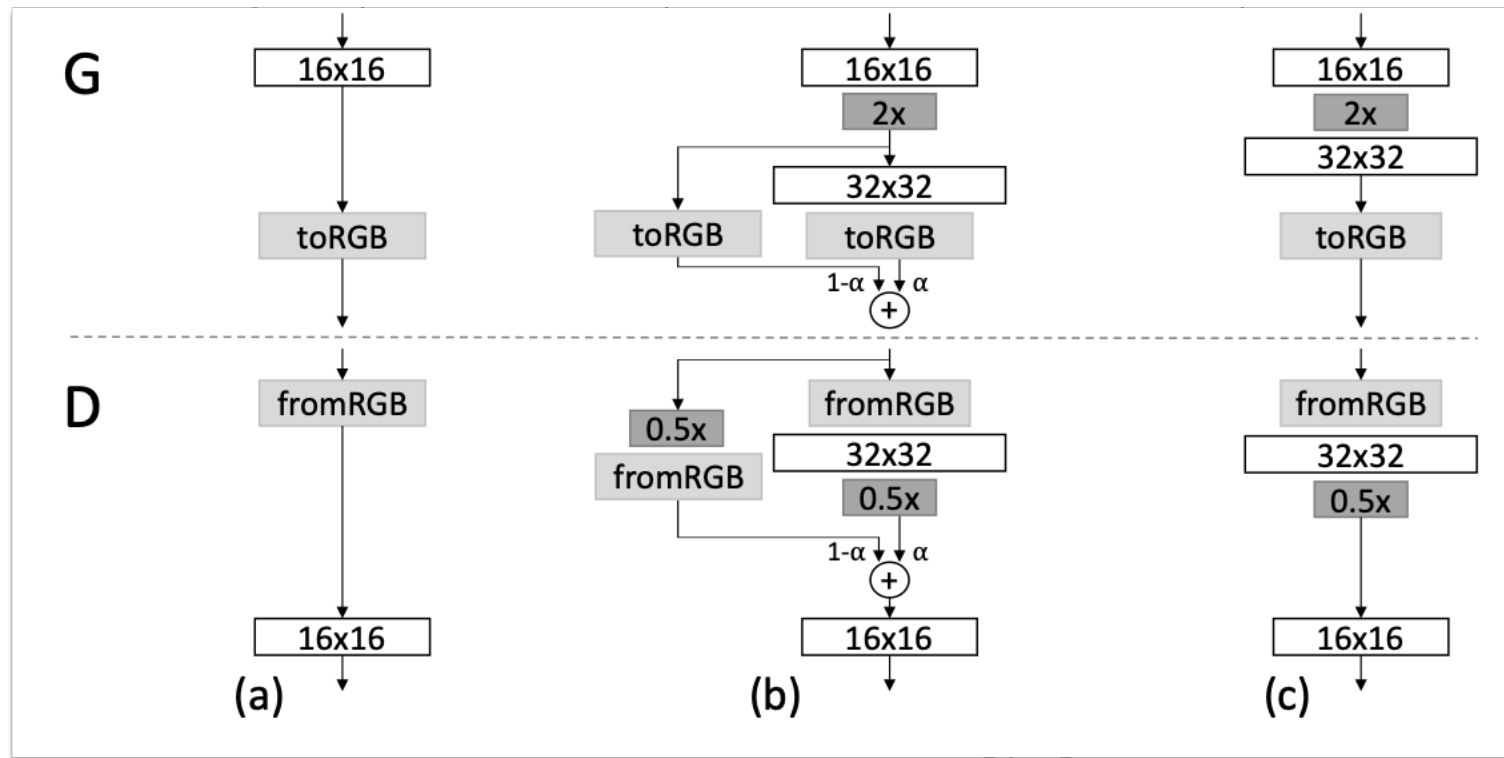 G
16x16
toRGB
16x16
2x
32x32
toRGB
toRGB
1-α
α
+
16x16
2x
32x32
toRGB
D
fromRGB
16x16
0.5x
fromRGB
fromRGB
32x32
0.5x
1-α
α
+
16x16
fromRGB
32x32
0.5x
16x16
(a)
(b)
(c)